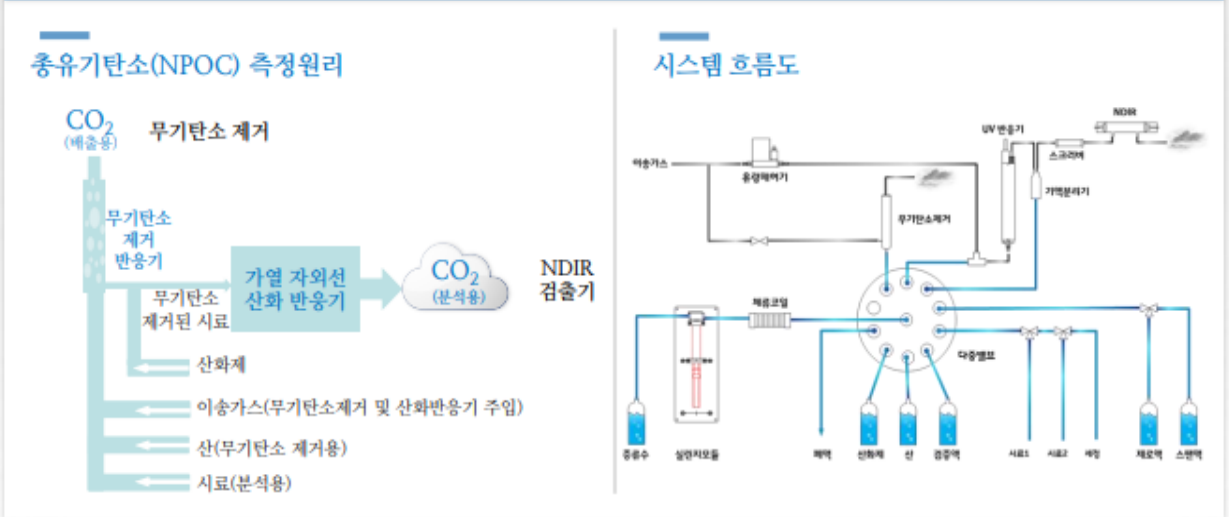 총유기탄소(NPOC) 측정원리
CO2
(배출용)
무기탄소 제거
무기탄소
제거
반응기
가열 자외선
산화 반응기
CO2
(분석용)
NDIR
검출기
무기탄소
제거된 시료
산화제
이송가스(무기탄소제거 및 산화반응기 주입)
산(무기탄소 제거용)
시료(분석용)
시스템 흐름도
NDIR
UV 반응기
스크러버
이송가스
유량제어기
기액분리기
무기탄소제거
체류코일
다중밸브
증류수
실린지모듈
폐액
산화제
산
검증액
시료1
시료2
세정
제로액
스팬액